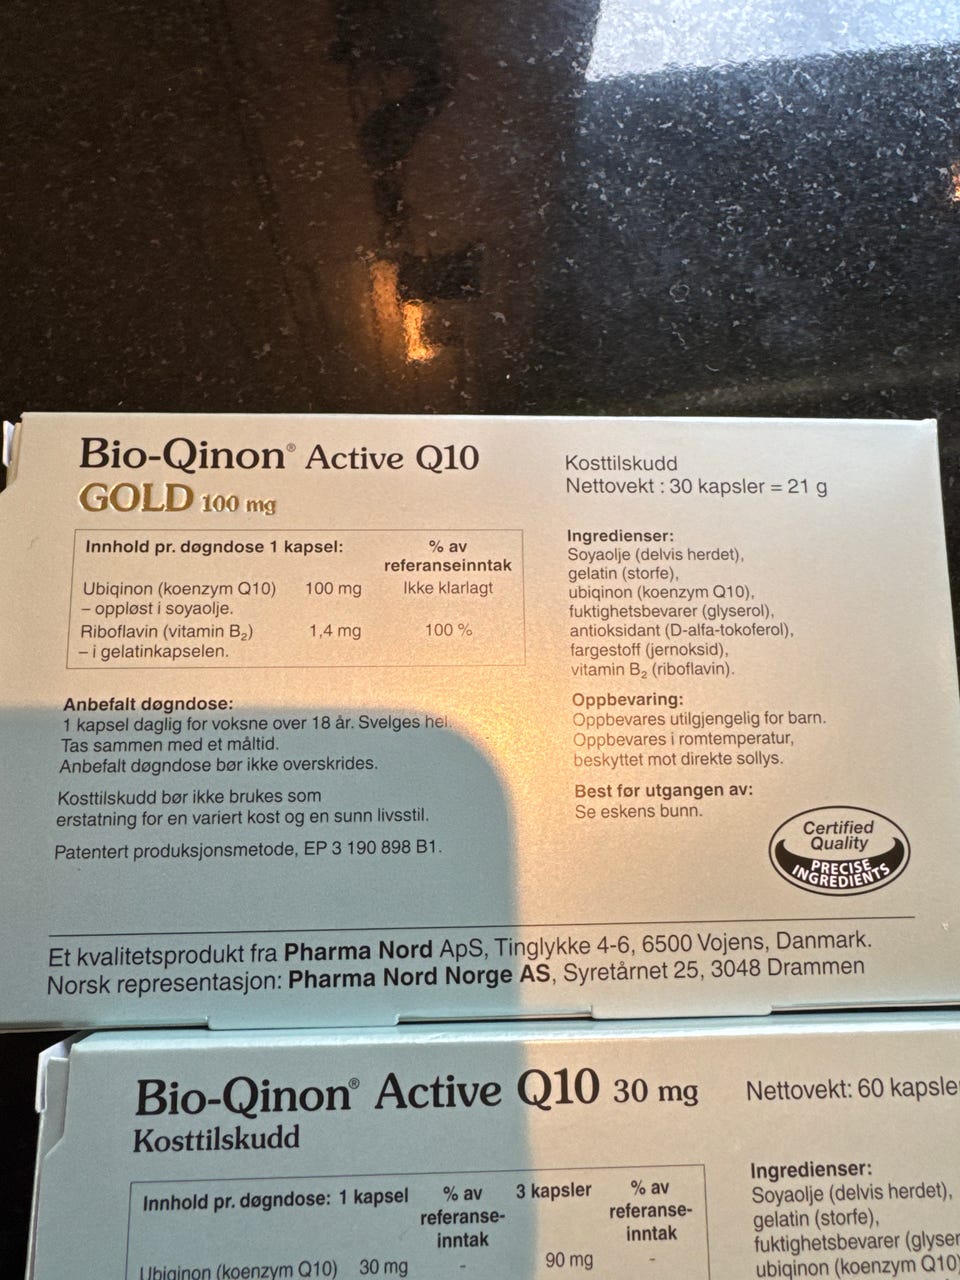 Bio-Qinon® Active Q10
GOLD 100 mg
Innhold pr. døgndose 1 kapsel:
% av
referanseinntak
Ubiqinon (koenzym Q10) 100 mg Ikke klarlagt
– oppløst i soyaolje.
Riboflavin (vitamin B₂) 1,4 mg 100 %
– i gelatinkapselen.
Anbefalt døgndose:
1 kapsel daglig for voksne over 18 år. Svelges hel.
Tas sammen med et måltid.
Anbefalt døgndose bør ikke overskrides.
Kosttilskudd bør ikke brukes som
erstatning for en variert kost og en sunn livsstil.
Patentert produksjonsmetode, EP 3 190 898 B1.
Kosttilskudd
Nettovekt : 30 kapsler = 21 g
Ingredienser:
Soyaolje (delvis herdet),
gelatin (storfe),
ubiqinon (koenzym Q10),
fuktighetsbevarer (glyserol),
antioksidant (D-alfa-tokoferol),
fargestoff (jernoksid),
vitamin B₂ (riboflavin).
Oppbevaring:
Oppbevares utilgjengelig for barn.
Oppbevares i romtemperatur,
beskyttet mot direkte sollys.
Best før utgangen av:
Se eskens bunn.
Certified
Quality
PRECISE
INGREDIENTS
Et kvalitetsprodukt fra Pharma Nord ApS, Tinglykke 4-6, 6500 Vojens, Danmark.
Norsk representasjon: Pharma Nord Norge AS, Syretårnet 25, 3048 Drammen
Bio-Qinon® Active Q10 30 mg
Kosttilskudd
Innhold pr. døgndose: 1 kapsel % av 3 kapsler % av
referanse- referanse-
inntak inntak
Ubiqinon (koenzym Q10) 30 mg - 90 mg -
Nettovekt: 60 kapsle
Ingredienser:
Soyaolje (delvis herdet),
gelatin (storfe),
fuktighetsbevarer (glyser
ubiqinon (koenzym Q10)